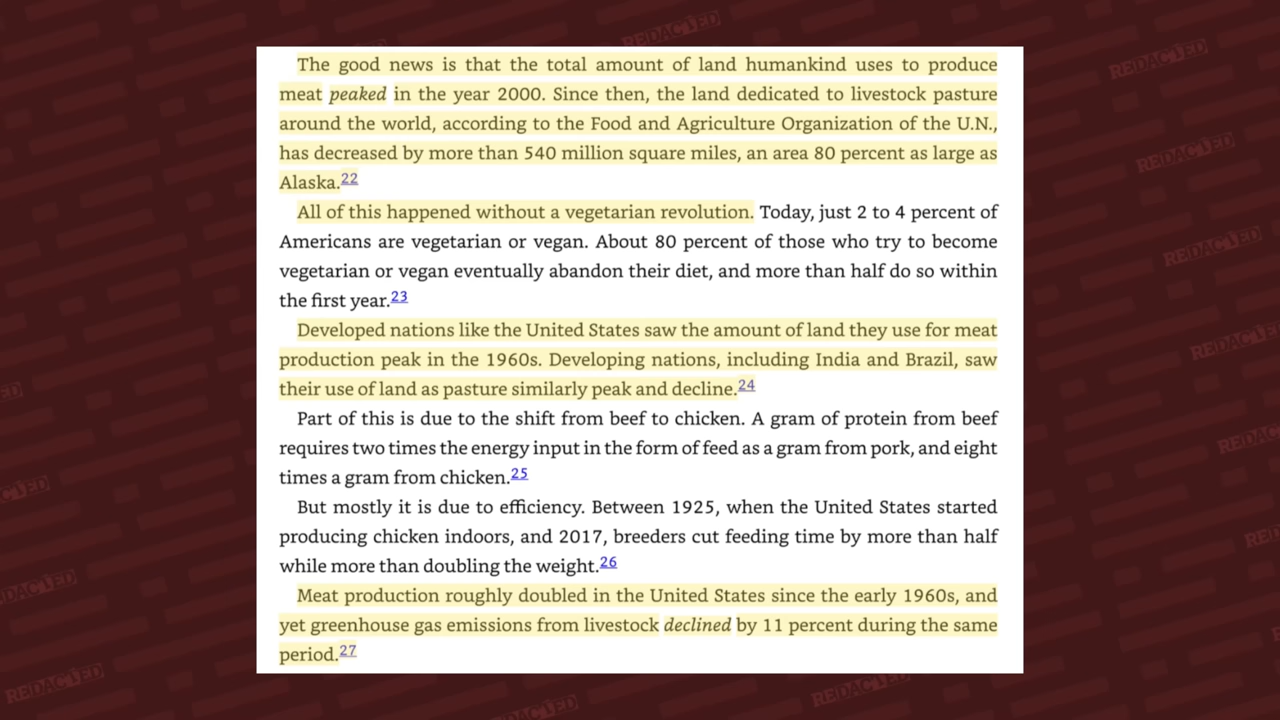 The good news is that the total amount of land humankind uses to produce
meat peaked in the year 2000. Since then, the land dedicated to livestock pasture
around the world, according to the Food and Agriculture Organization of the U.N.,
has decreased by more than 540 million square miles, an area 80 percent as large as
Alaska.22
All of this happened without a vegetarian revolution. Today, just 2 to 4 percent of
Americans are vegetarian or vegan. About 80 percent of those who try to become
vegetarian or vegan eventually abandon their diet, and more than half do so within
the first year.23
Developed nations like the United States saw the amount of land they use for meat
production peak in the 1960s. Developing nations, including India and Brazil, saw
their use of land as pasture similarly peak and decline.24
Part of this is due to the shift from beef to chicken. A gram of protein from beef
requires two times the energy input in the form of feed as a gram from pork, and eight
times a gram from chicken.25
But mostly it is due to efficiency. Between 1925, when the United States started
producing chicken indoors, and 2017, breeders cut feeding time by more than half
while more than doubling the weight.26
Meat production roughly doubled in the United States since the early 1960s, and
yet greenhouse gas emissions from livestock declined by 11 percent during the same
period.27
REDACTED
REDACTED
REDACTED
REDACTED
REDACTED
REDACTED
REDACTED